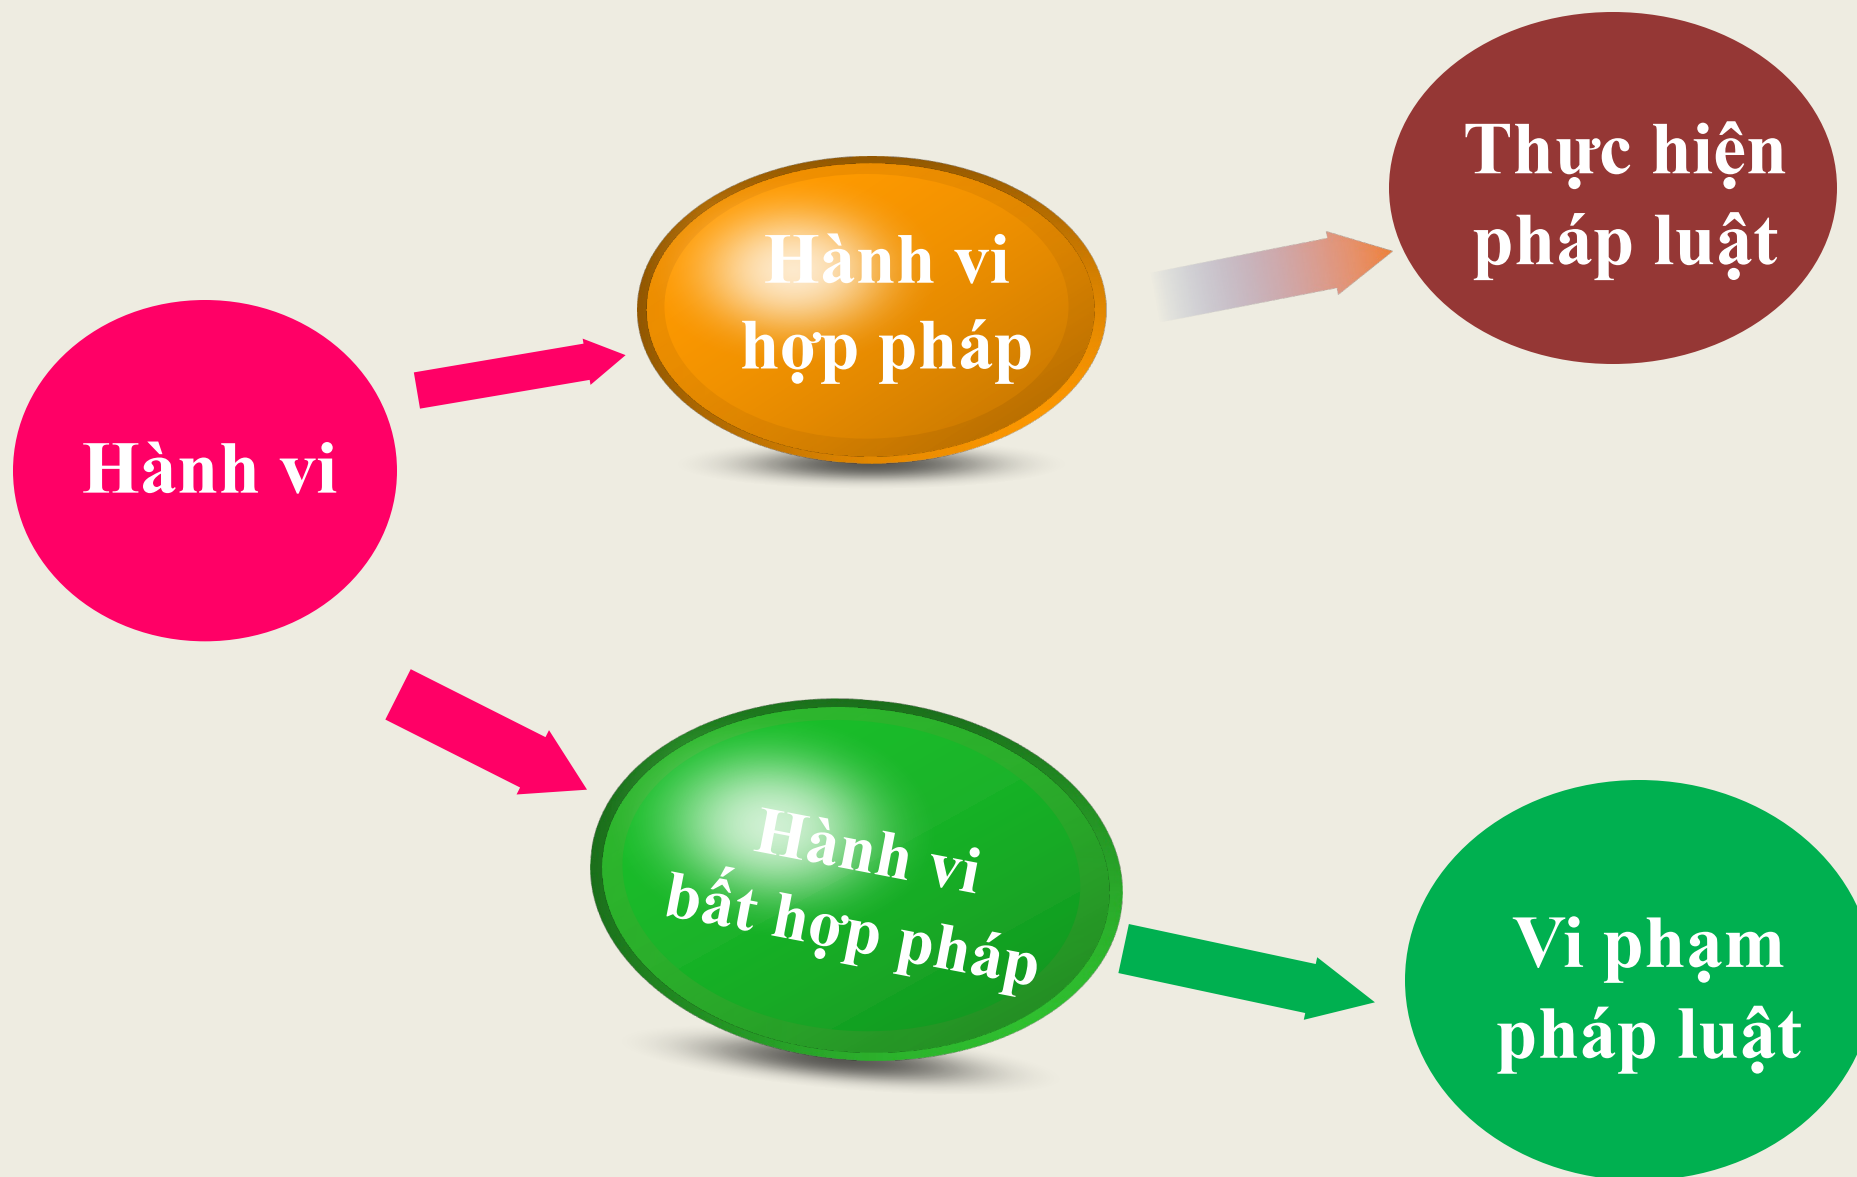 Hành vi
Hành vi
hợp pháp
Thực hiện
pháp luật
Hành vi
bất hợp pháp
Vi phạm
pháp luật